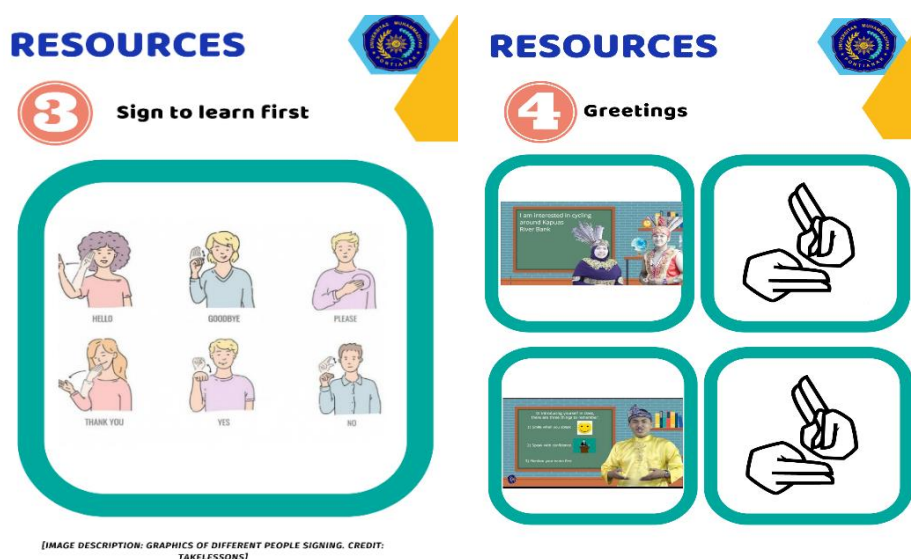 RESOURCES
3
Sign to learn first
HELLO
GOODBYE
PLEASE
THANK YOU
YES
NO
[IMAGE DESCRIPTION: GRAPHICS OF DIFFERENT PEOPLE SIGNING. CREDIT:
TAKELESSONS]
RESOURCES
4
Greetings
I am interested in cycling
around Kapuas
River Bank